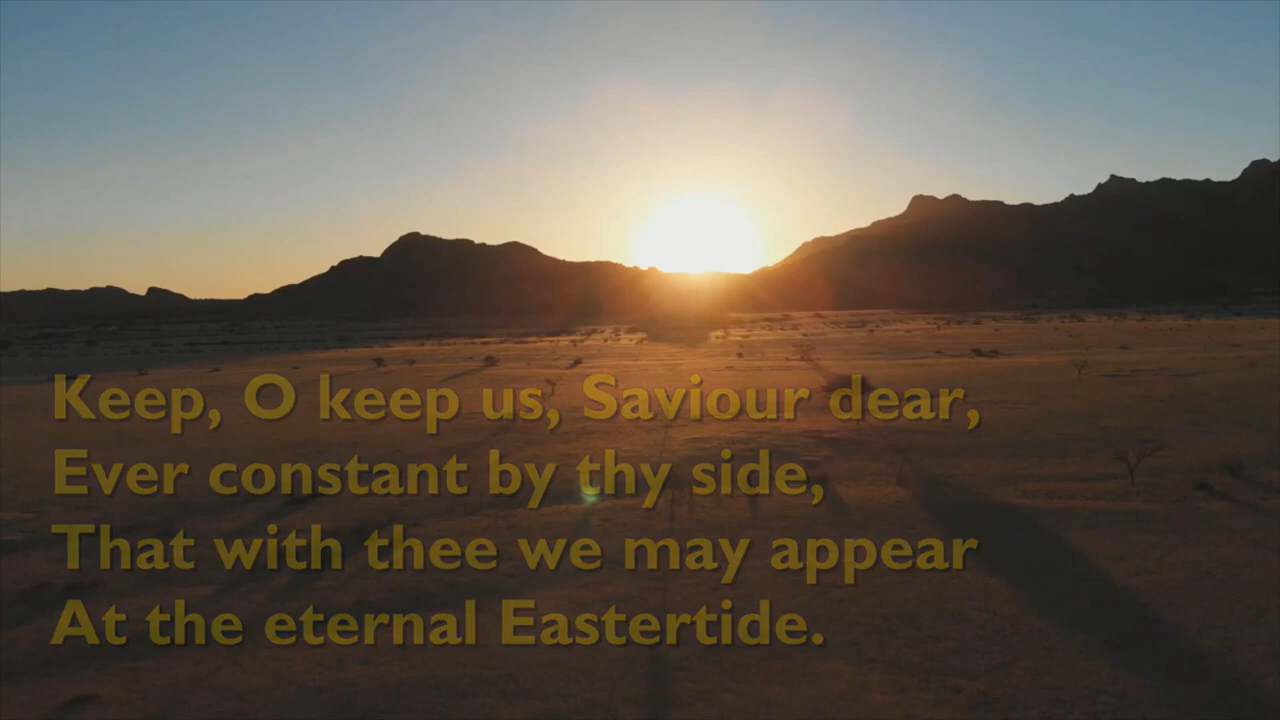 Keep, O keep us, Saviour dear,
Ever constant by thy side,
That with thee we may appear
At the eternal Eastertide.